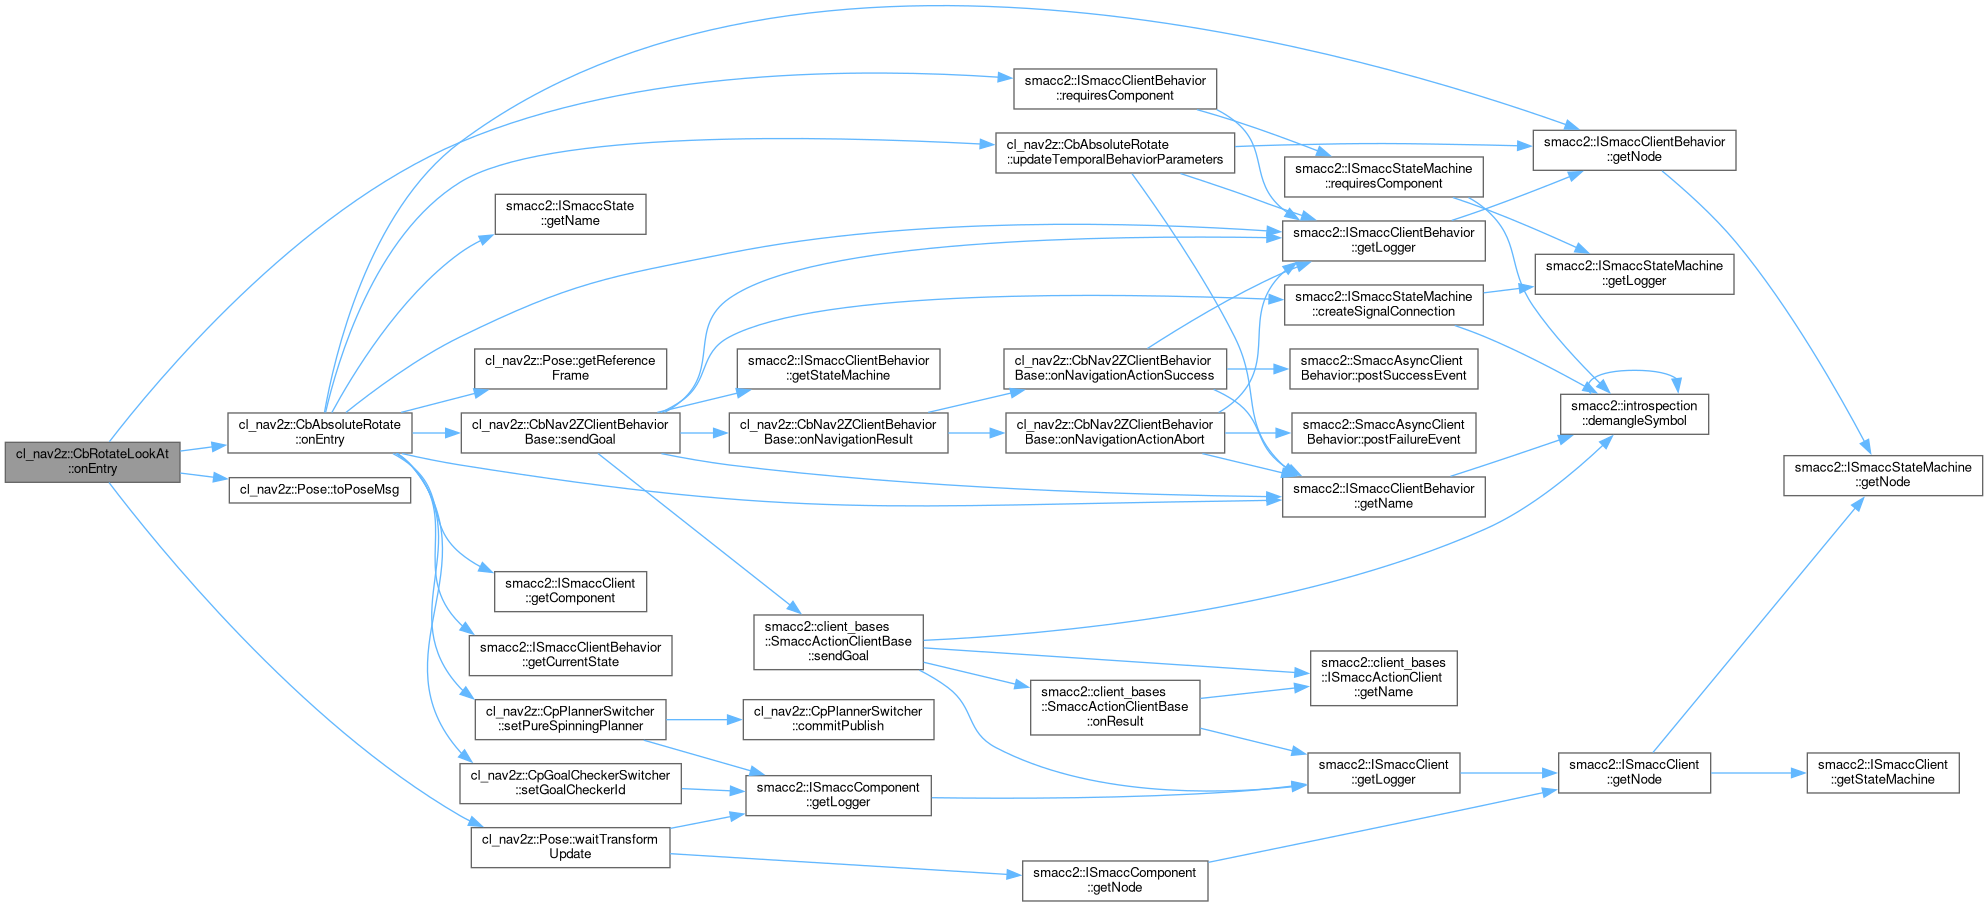 cl_nav2z::CbRotateLookAt
::onEntry
cl_nav2z::CbAbsoluteRotate
::onEntry
cl_nav2z::Pose::toPoseMsg
smacc2::ISmaccState
::getName
cl_nav2z::Pose::getReference
Frame
cl_nav2z::CbNav2ZClientBehavior
Base::sendGoal
smacc2::ISmaccClient
::getComponent
smacc2::ISmaccClientBehavior
::getCurrentState
cl_nav2z::CpPlannerSwitcher
::setPureSpinningPlanner
cl_nav2z::CpGoalCheckerSwitcher
::setGoalCheckerId
cl_nav2z::Pose::waitTransform
Update
smacc2::ISmaccClientBehavior
::getStateMachine
cl_nav2z::CbNav2ZClientBehavior
Base::onNavigationResult
smacc2::client_bases
::SmaccActionClientBase
::sendGoal
cl_nav2z::CpPlannerSwitcher
::commitPublish
smacc2::ISmaccComponent
::getLogger
smacc2::ISmaccClientBehavior
::requiresComponent
cl_nav2z::CbAbsoluteRotate
::updateTemporalBehaviorParameters
cl_nav2z::CbNav2ZClientBehavior
Base::onNavigationActionSuccess
cl_nav2z::CbNav2ZClientBehavior
Base::onNavigationActionAbort
smacc2::client_bases
::SmaccActionClientBase
::onResult
smacc2::ISmaccComponent
::getNode
smacc2::ISmaccStateMachine
::requiresComponent
smacc2::ISmaccClientBehavior
::getLogger
smacc2::ISmaccStateMachine
::createSignalConnection
smacc2::SmaccAsyncClient
Behavior::postSuccessEvent
smacc2::SmaccAsyncClient
Behavior::postFailureEvent
smacc2::ISmaccClientBehavior
::getName
smacc2::client_bases
::ISmaccActionClient
::getName
smacc2::ISmaccClient
::getLogger
smacc2::ISmaccClientBehavior
::getNode
smacc2::ISmaccStateMachine
::getLogger
smacc2::introspection
::demangleSymbol
smacc2::ISmaccClient
::getNode
smacc2::ISmaccStateMachine
::getNode
smacc2::ISmaccClient
::getStateMachine